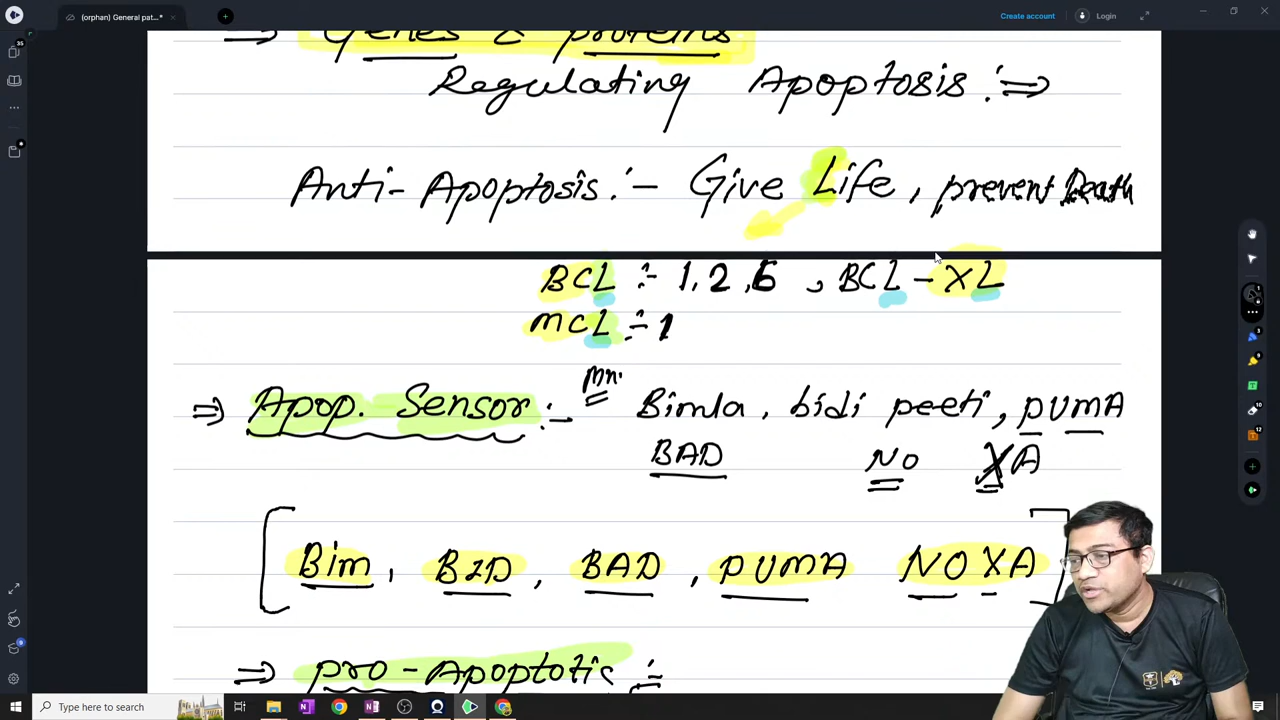 (orphan) General pat...*
Create account
Login
⇒ Genes & proteins
Regulating Apoptosis :⇒
Anti-Apoptosis :- Give Life, prevent Death
BCL :- 1, 2, 6, BCL-XL
MCL :- 1
⇒ Apop. Sensor :- Mn. Bimla, bidi peeti, PUMA
BAD NO XA
[Bim, BID, BAD, PUMA NOXA]
⇒ pro-Apoptotic :=
Type here to search